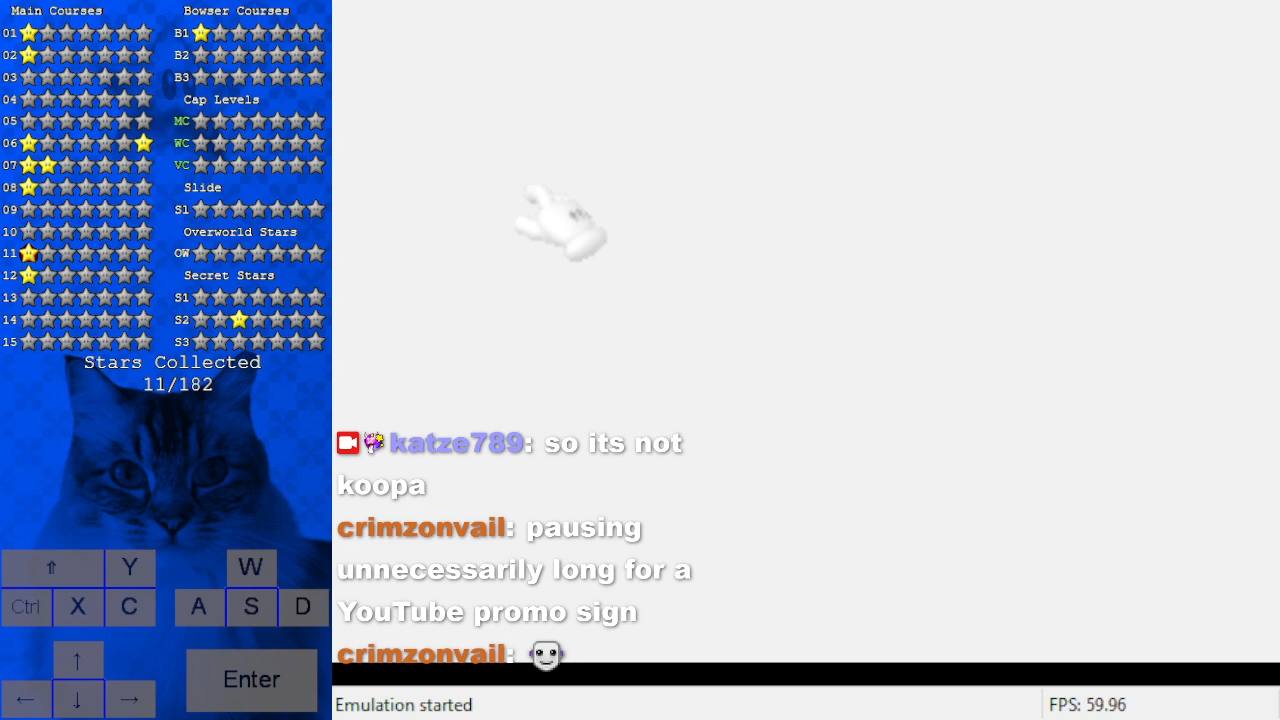 Main Courses
01
02
03
04
05
06
07
08
09
10
11
12
13
14
15
Bowser Courses
B1
B2
B3
Cap Levels
MC
WC
VC
Slide
S1
Overworld Stars
OW
Secret Stars
S1
S2
S3
Stars Collected
11/182
⇑ Y W
Ctrl X C A S D
↑
← ↓ → Enter
katze789: so its not
koopa
crimzonvail: pausing
unnecessarily long for a
YouTube promo sign
crimzonvail:
Emulation started
FPS: 59.96